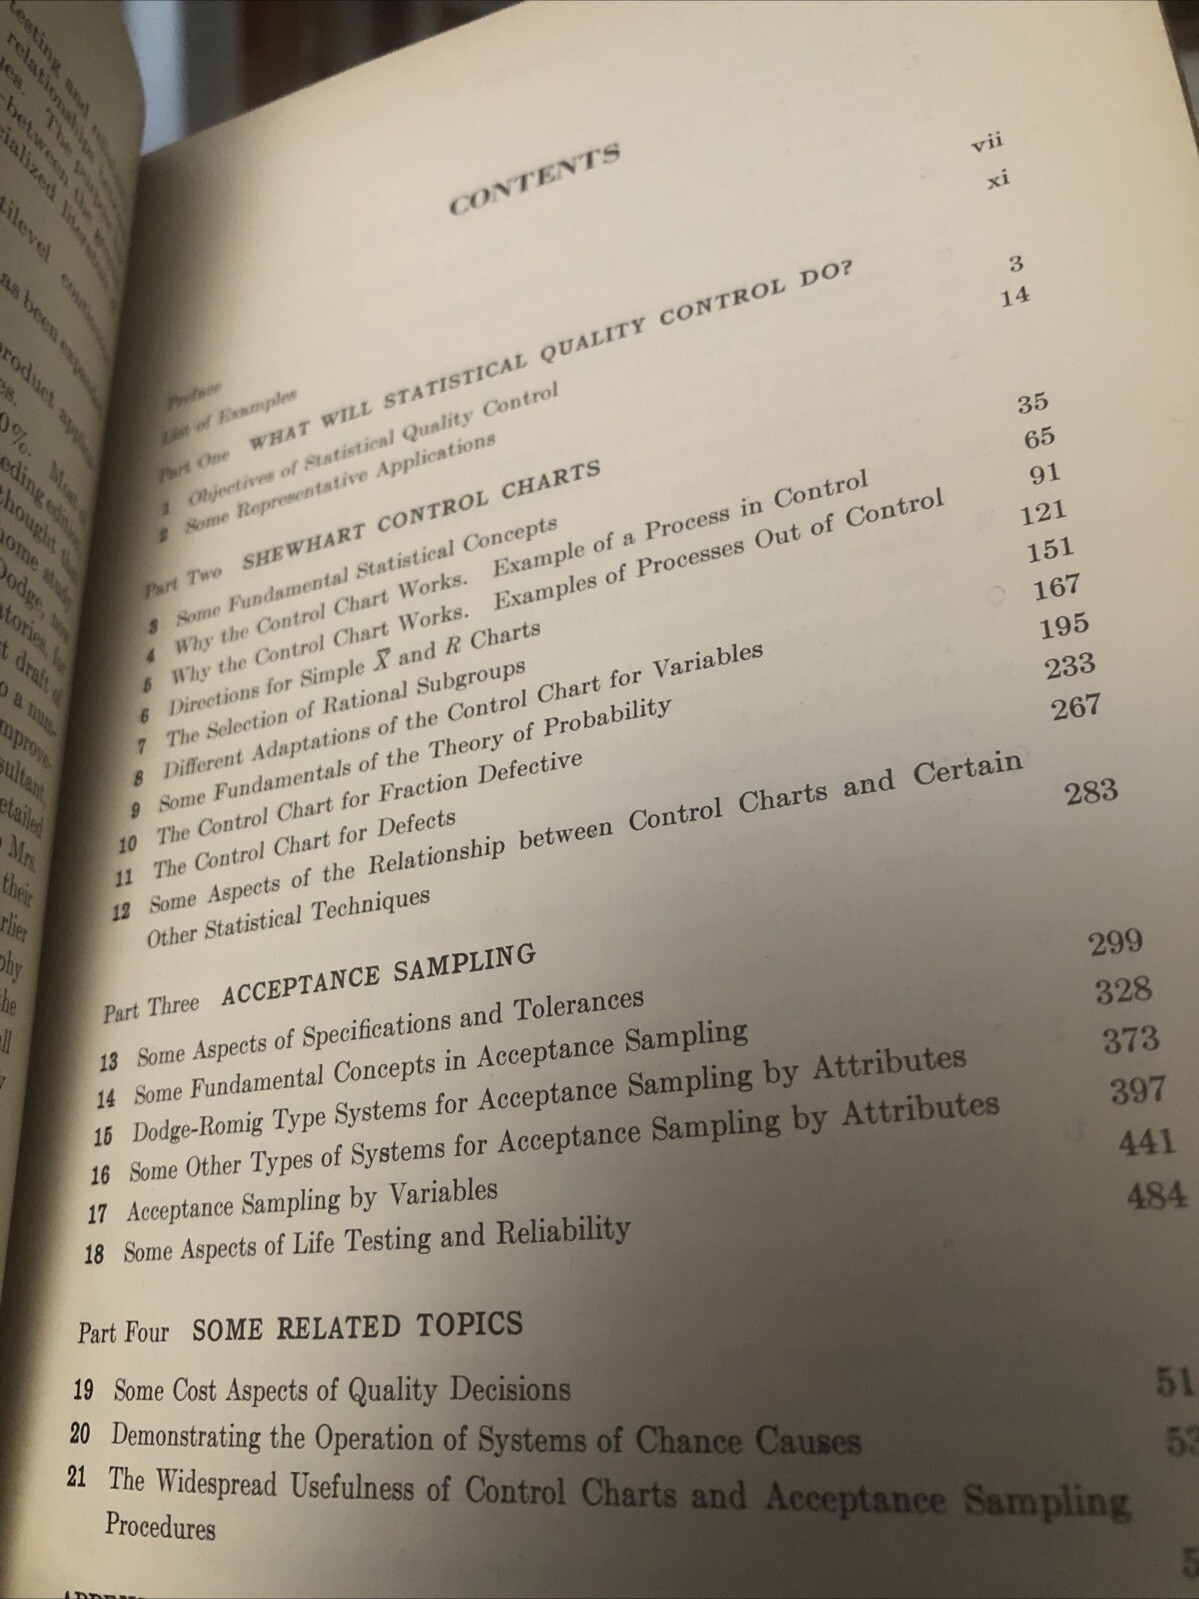 CONTENTS
Preface vii
List of Examples xi
Part One WHAT WILL STATISTICAL QUALITY CONTROL DO?
1 Objectives of Statistical Quality Control 3
2 Some Representative Applications 14
Part Two SHEWHART CONTROL CHARTS
3 Some Fundamental Statistical Concepts 35
4 Why the Control Chart Works. Example of a Process in Control 65
5 Why the Control Chart Works. Examples of Processes Out of Control 91
6 Directions for Simple X̄ and R Charts 121
7 The Selection of Rational Subgroups 151
8 Different Adaptations of the Control Chart for Variables 167
9 Some Fundamentals of the Theory of Probability 195
10 The Control Chart for Fraction Defective 233
11 The Control Chart for Defects 267
12 Some Aspects of the Relationship between Control Charts and Certain
Other Statistical Techniques 283
Part Three ACCEPTANCE SAMPLING
13 Some Aspects of Specifications and Tolerances 299
14 Some Fundamental Concepts in Acceptance Sampling 328
15 Dodge-Romig Type Systems for Acceptance Sampling by Attributes 373
16 Some Other Types of Systems for Acceptance Sampling by Attributes 397
17 Acceptance Sampling by Variables 441
18 Some Aspects of Life Testing and Reliability 484
Part Four SOME RELATED TOPICS
19 Some Cost Aspects of Quality Decisions 51
20 Demonstrating the Operation of Systems of Chance Causes 53
21 The Widespread Usefulness of Control Charts and Acceptance Sampling
Procedures 5